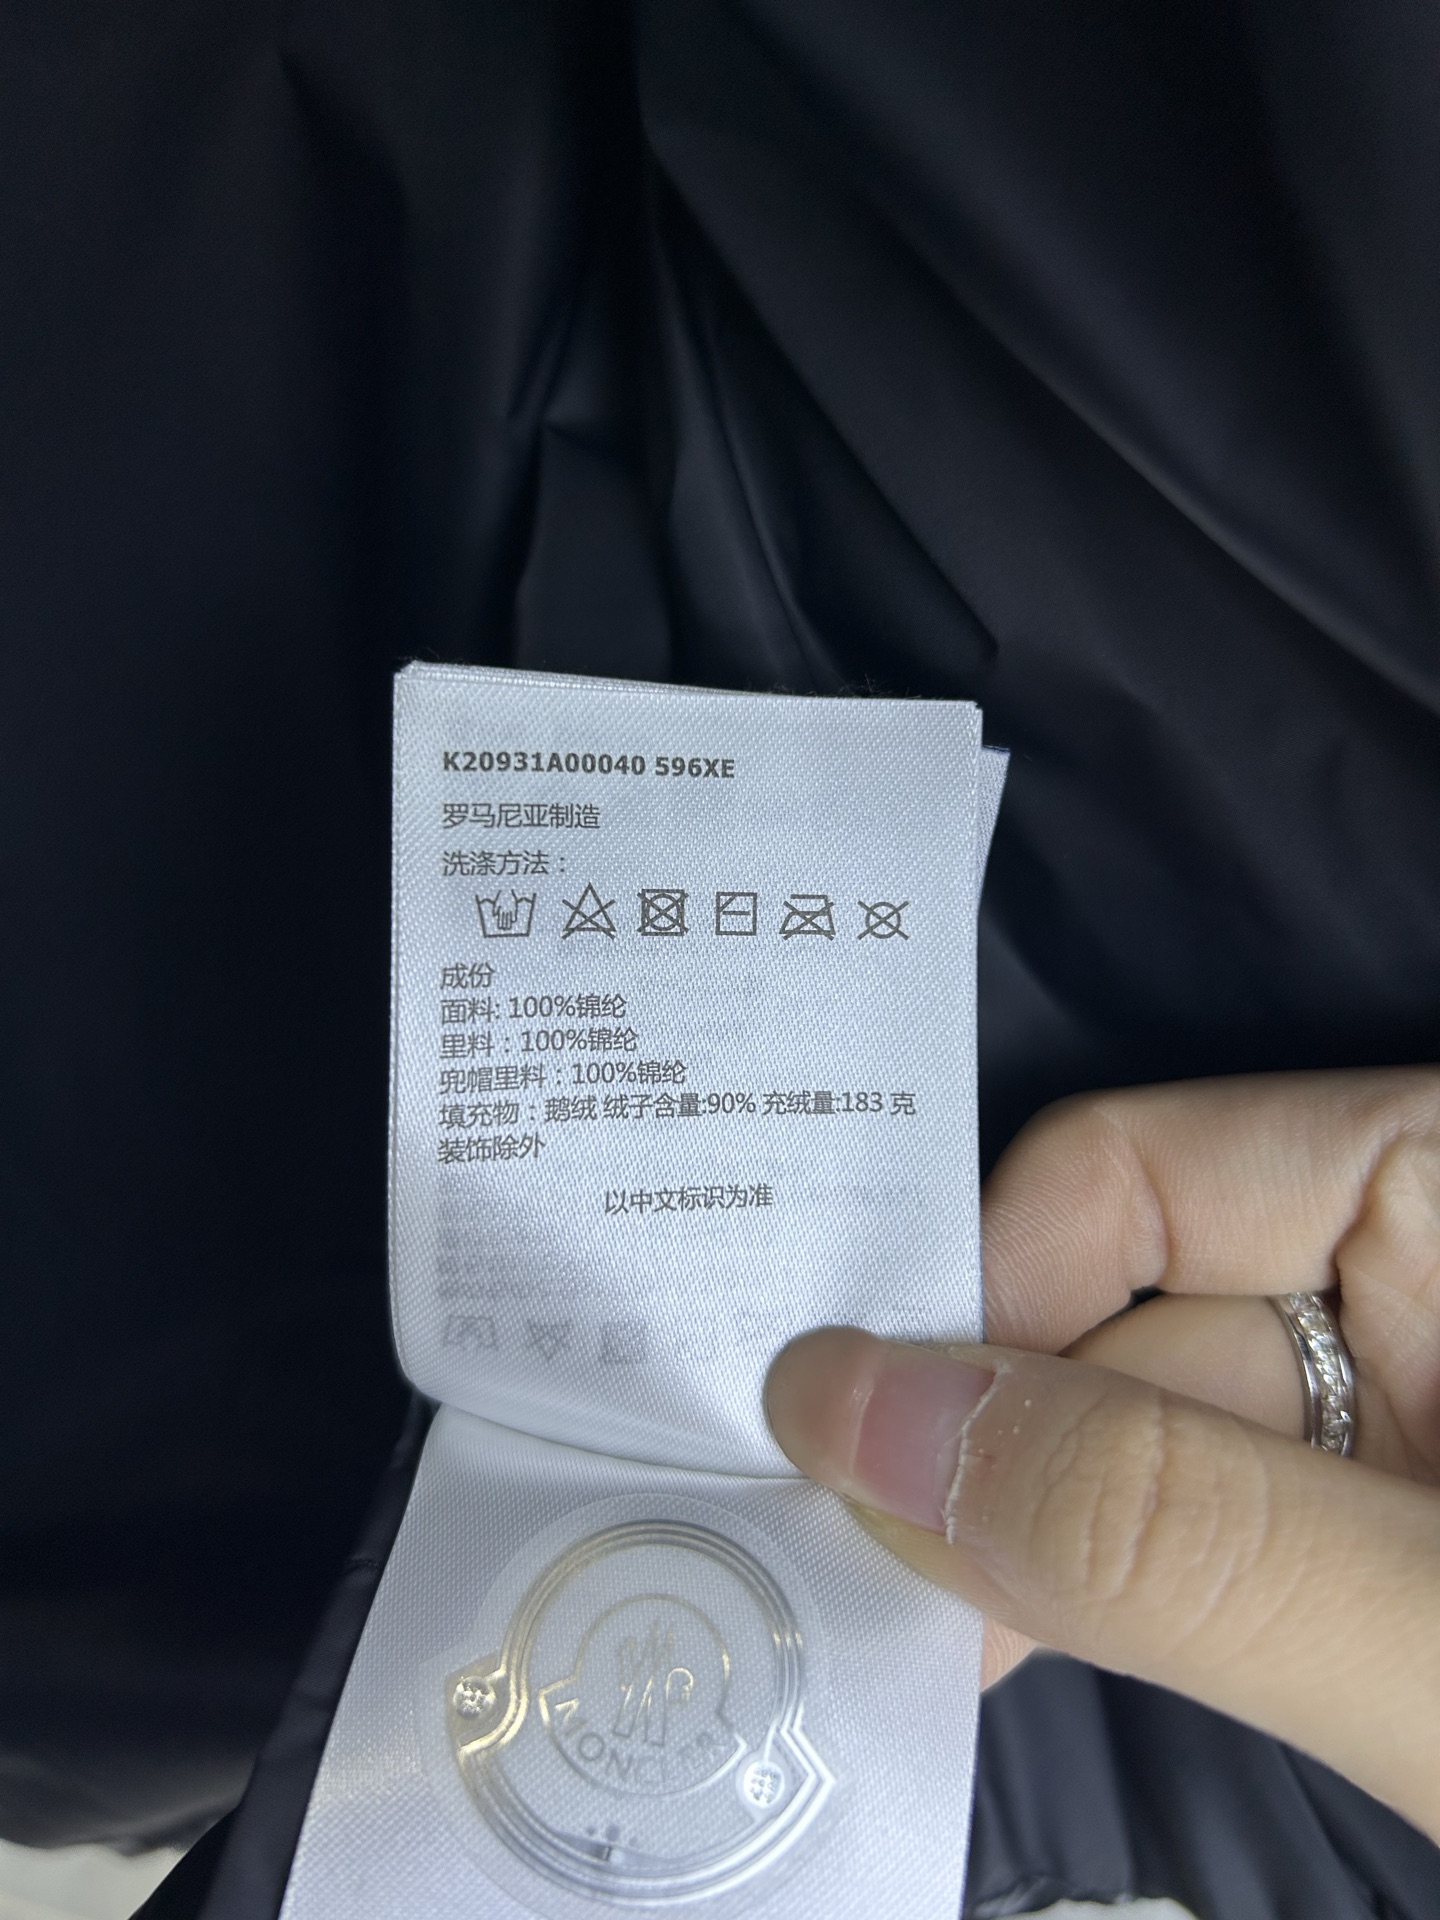 K20931A00040 596XE
罗马尼亚制造
洗涤方法：
成份
面料: 100%锦纶
里料：100%锦纶
兜帽里料：100%锦纶
填充物：鹅绒 绒子含量:90% 充绒量:183 克
装饰除外
以中文标识为准
MONCLER